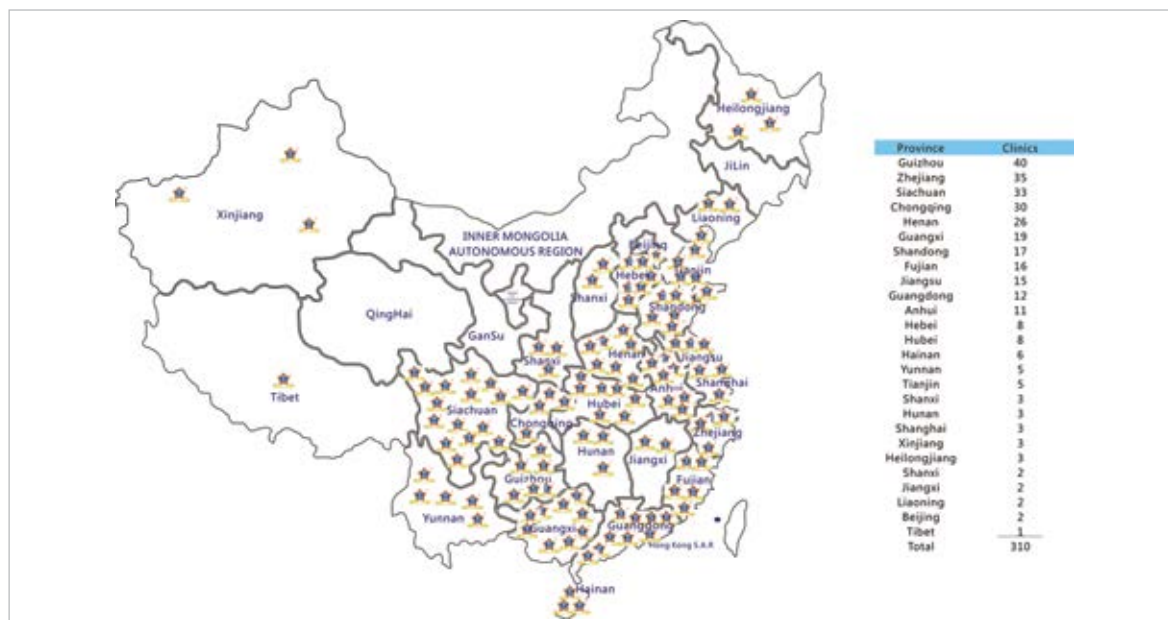 Heilongjiang
JiLin
Liaoning
Xinjiang
INNER MONGOLIA
AUTONOMOUS REGION
Beijing
Hebei
Tianjin
Shanxi
Shandong
QingHai
GanSu
Shanxi
Henan
Jiangsu
Tibet
Siachuan
Hubei
Anhui
Shanghai
Chongqing
Zhejiang
Hunan
Jiangxi
Guizhou
Fujian
Yunnan
Guangxi
Guangdong
Hong Kong S.A.R
Hainan
Province Clinics
Guizhou 40
Zhejiang 35
Siachuan 33
Chongqing 30
Henan 26
Guangxi 19
Shandong 17
Fujian 16
Jiangsu 15
Guangdong 12
Anhui 11
Hebei 8
Hubei 8
Hainan 6
Yunnan 5
Tianjin 5
Shanxi 3
Hunan 3
Shanghai 3
Xinjiang 3
Heilongjiang 3
Shanxi 2
Jiangxi 2
Liaoning 2
Beijing 2
Tibet 1
Total 310